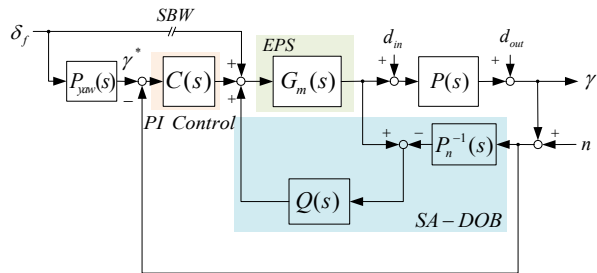 SBW
δ_f
EPS
d_in
d_out
P_yaw(s)
γ*
C(s)
G_m(s)
P(s)
γ
+
+
+
+
+
+
−
PI Control
+
−
P_n^{-1}(s)
+
n
Q(s)
SA−DOB